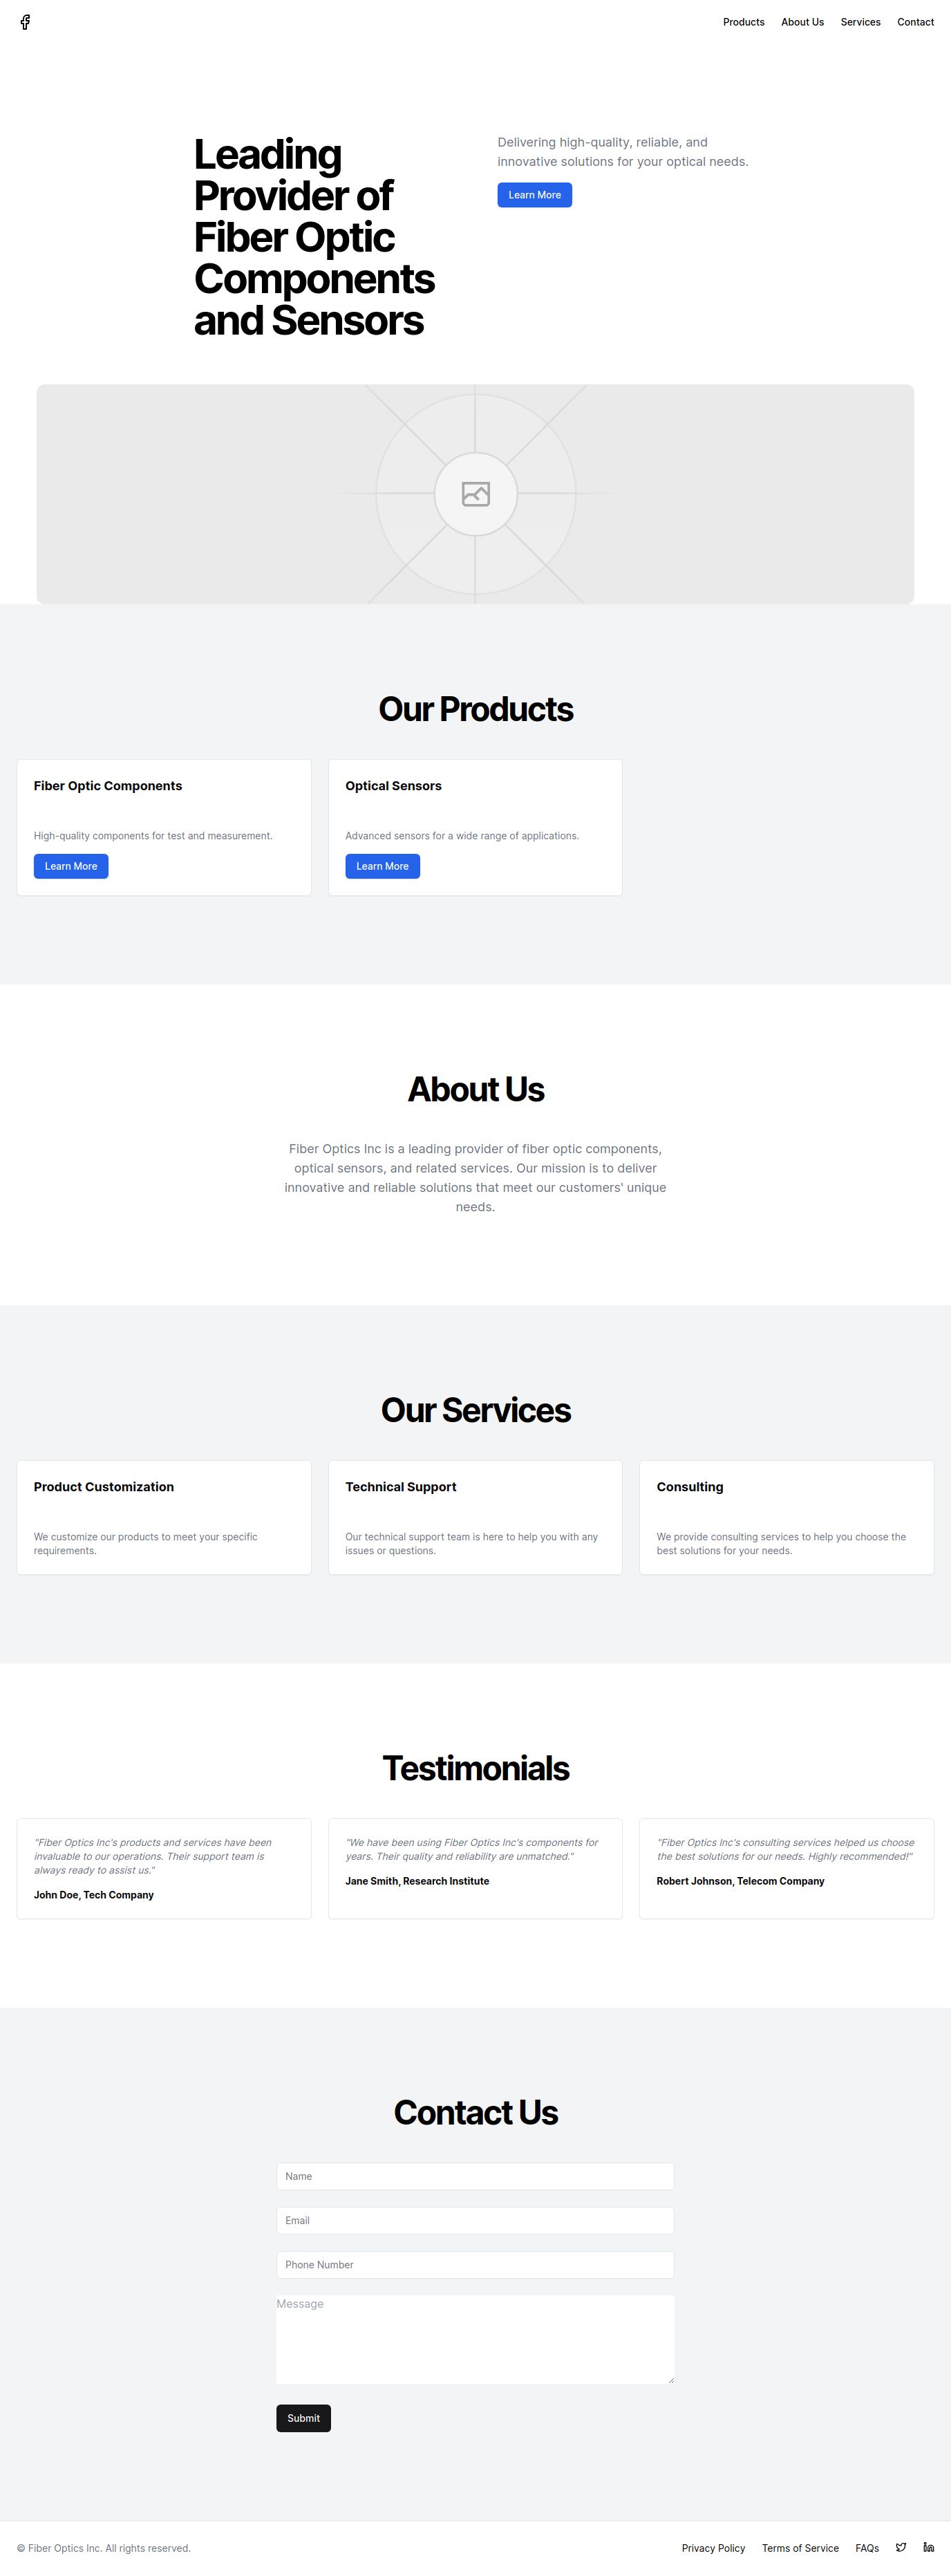 Products About Us Services Contact
Leading
Provider of
Fiber Optic
Components
and Sensors
Delivering high-quality, reliable, and
innovative solutions for your optical needs.
Learn More
Our Products
Fiber Optic Components
High-quality components for test and measurement.
Learn More
Optical Sensors
Advanced sensors for a wide range of applications.
Learn More
About Us
Fiber Optics Inc is a leading provider of fiber optic components,
optical sensors, and related services. Our mission is to deliver
innovative and reliable solutions that meet our customers' unique
needs.
Our Services
Product Customization
We customize our products to meet your specific
requirements.
Technical Support
Our technical support team is here to help you with any
issues or questions.
Consulting
We provide consulting services to help you choose the
best solutions for your needs.
Testimonials
"Fiber Optics Inc's products and services have been
invaluable to our operations. Their support team is
always ready to assist us."
John Doe, Tech Company
"We have been using Fiber Optics Inc's components for
years. Their quality and reliability are unmatched."
Jane Smith, Research Institute
"Fiber Optics Inc's consulting services helped us choose
the best solutions for our needs. Highly recommended!"
Robert Johnson, Telecom Company
Contact Us
Name
Email
Phone Number
Message
Submit
© Fiber Optics Inc. All rights reserved.
Privacy Policy Terms of Service FAQs